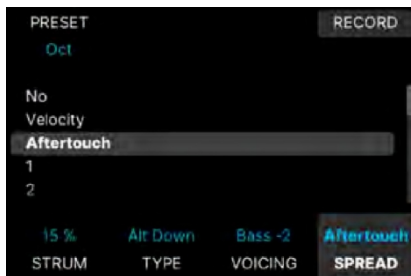 PRESET RECORD
Oct
No
Velocity
Aftertouch
1
2
15 % Alt Down Bass -2 Aftertouch
STRUM TYPE VOICING SPREAD